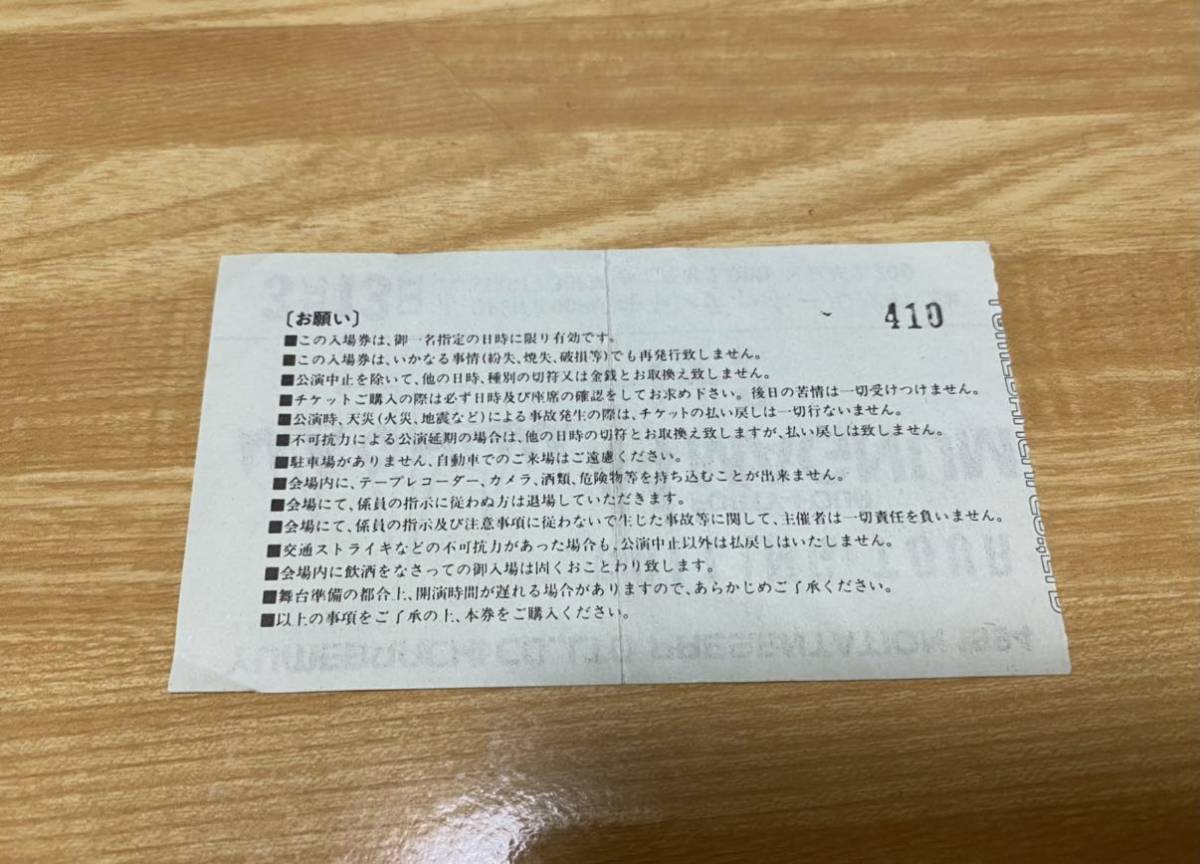 410
〔お願い〕
■この入場券は、御一名指定の日時に限り有効です。
■この入場券は、いかなる事情(紛失、焼失、破損等)でも再発行致しません。
■公演中止を除いて、他の日時、種別の切符又は金銭とお取換え致しません。
■チケットご購入の際は必ず日時及び座席の確認をしてお求め下さい。後日の苦情は一切受けつけません。
■公演時、天災(火災、地震など)による事故発生の際は、チケットの払い戻しは一切行ないません。
■不可抗力による公演延期の場合は、他の日時の切符とお取換え致しますが、払い戻しは致しません。
■駐車場がありません、自動車でのご来場はご遠慮ください。
■会場内に、テープレコーダー、カメラ、酒類、危険物等を持ち込むことが出来ません。
■会場にて、係員の指示に従わぬ方は退場していただきます。
■会場にて、係員の指示及び注意事項に従わないで生じた事故等に関して、主催者は一切責任を負いません。
■交通ストライキなどの不可抗力があった場合も、公演中止以外は払戻しはいたしません。
■会場内に飲酒をなさっての御入場は固くおことわり致します。
■舞台準備の都合上、開演時間が遅れる場合がありますので、あらかじめご了承ください。
■以上の事項をご了承の上、本券をご購入ください。